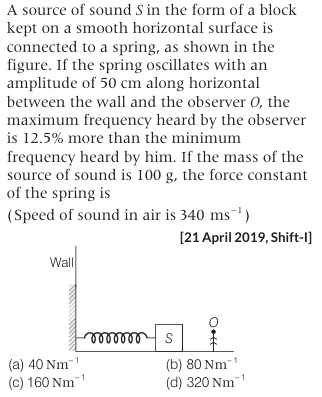 A source of sound S in the form of a block
kept on a smooth horizontal surface is
connected to a spring, as shown in the
figure. If the spring oscillates with an
amplitude of 50 cm along horizontal
between the wall and the observer O, the
maximum frequency heard by the observer
is 12.5% more than the minimum
frequency heard by him. If the mass of the
source of sound is 100 g, the force constant
of the spring is
(Speed of sound in air is 340 ms⁻¹)
[21 April 2019, Shift-I]
Wall
O
S
(a) 40 Nm⁻¹ (b) 80 Nm⁻¹
(c) 160 Nm⁻¹ (d) 320 Nm⁻¹